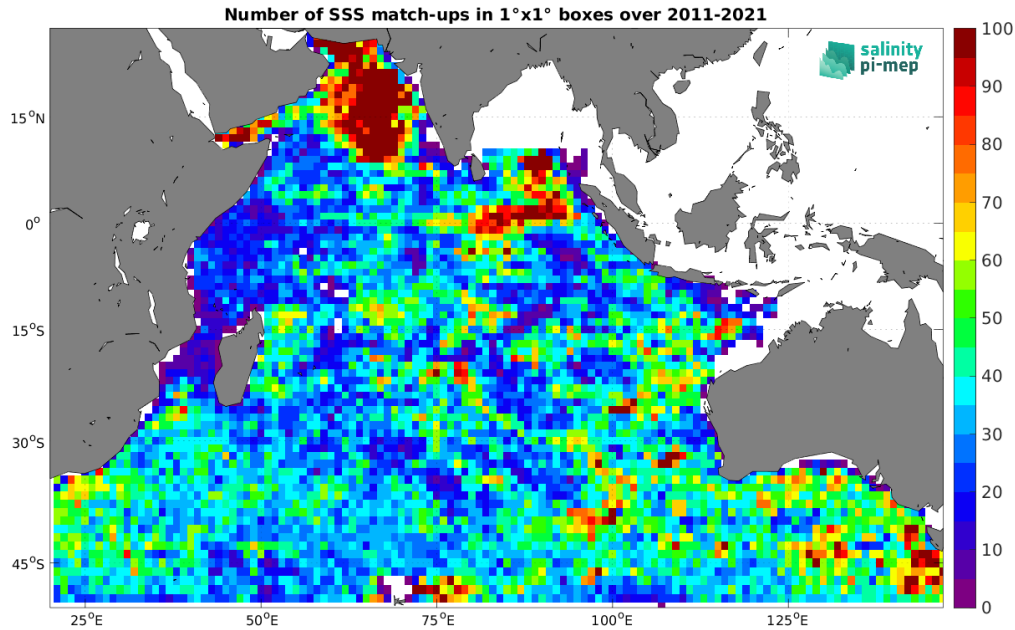 Number of SSS match-ups in 1°x1° boxes over 2011-2021
salinity
pi-mep
100
90
80
70
60
50
40
30
20
10
0
15°N
0°
15°S
30°S
45°S
25°E
50°E
75°E
100°E
125°E